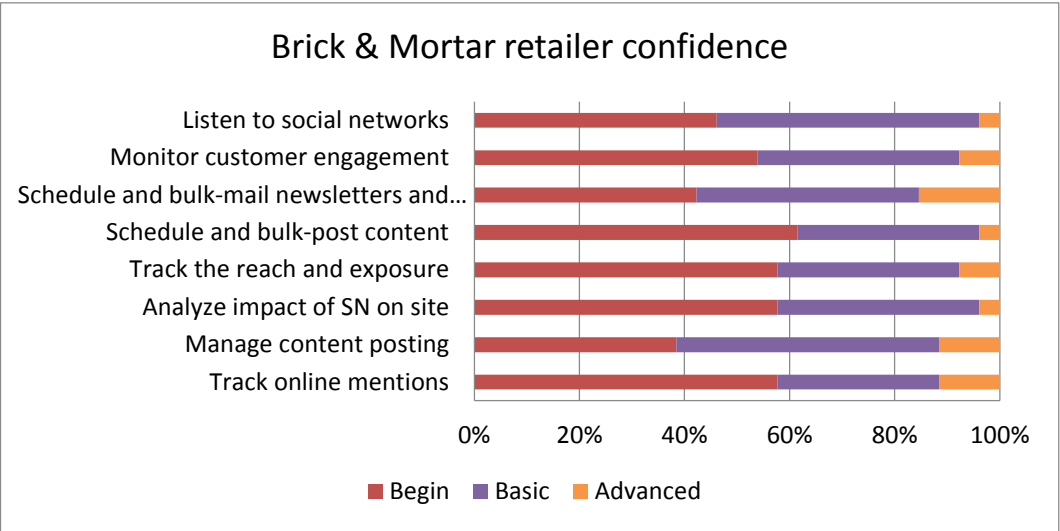 Brick & Mortar retailer confidence
Listen to social networks
Monitor customer engagement
Schedule and bulk-mail newsletters and…
Schedule and bulk-post content
Track the reach and exposure
Analyze impact of SN on site
Manage content posting
Track online mentions
0% 20% 40% 60% 80% 100%
Begin Basic Advanced